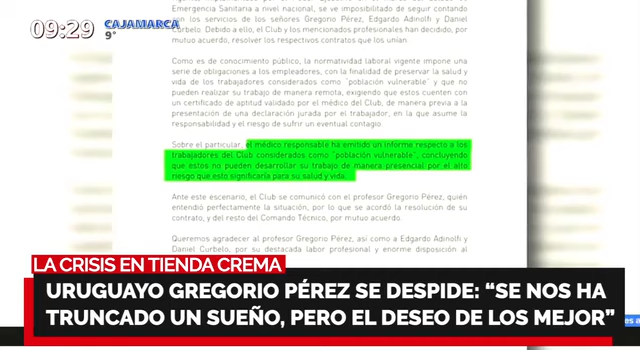 09:29
CAJAMARCA
9°
Emergencia Sanitaria a nivel nacional, se ve imposibilitado de seguir contando
con los servicios de los señores Gregorio Pérez, Edgardo Adinolfi y Daniel
Curbelo. Debido a ello, el Club y los mencionados profesionales han decidido, por
mutuo acuerdo, resolver los respectivos contratos que los unían.
Como es de conocimiento público, la normatividad laboral vigente impone una
serie de obligaciones a los empleadores, con la finalidad de preservar la salud y
vida de los trabajadores considerados como "población vulnerable" y que no
pueden realizar su trabajo de manera remota, exigiendo que estos cuenten con
un certificado de aptitud validado por el médico del Club, de manera previa a la
presentación de una declaración jurada por el trabajador, en la que asume la
responsabilidad y el riesgo de sufrir un eventual contagio.
Sobre el particular, el médico responsable ha emitido un informe respecto a los
trabajadores del Club considerados como "población vulnerable", concluyendo
que estos no pueden desarrollar su trabajo de manera presencial por el alto
riesgo que esto significaría para su salud y vida.
Ante este escenario, el Club se comunicó con el profesor Gregorio Pérez, quién
entendió perfectamente la situación, por lo que se acordó la resolución de su
contrato, y del resto del Comando Técnico, por mutuo acuerdo.
Queremos agradecer al profesor Gregorio Pérez, así como a Edgardo Adinolfi y
Daniel Curbelo, por su destacada labor profesional y enorme disposición al
LA CRISIS EN TIENDA CREMA
URUGUAYO GREGORIO PÉREZ SE DESPIDE: “SE NOS HA
TRUNCADO UN SUEÑO, PERO EL DESEO DE LOS MEJOR”